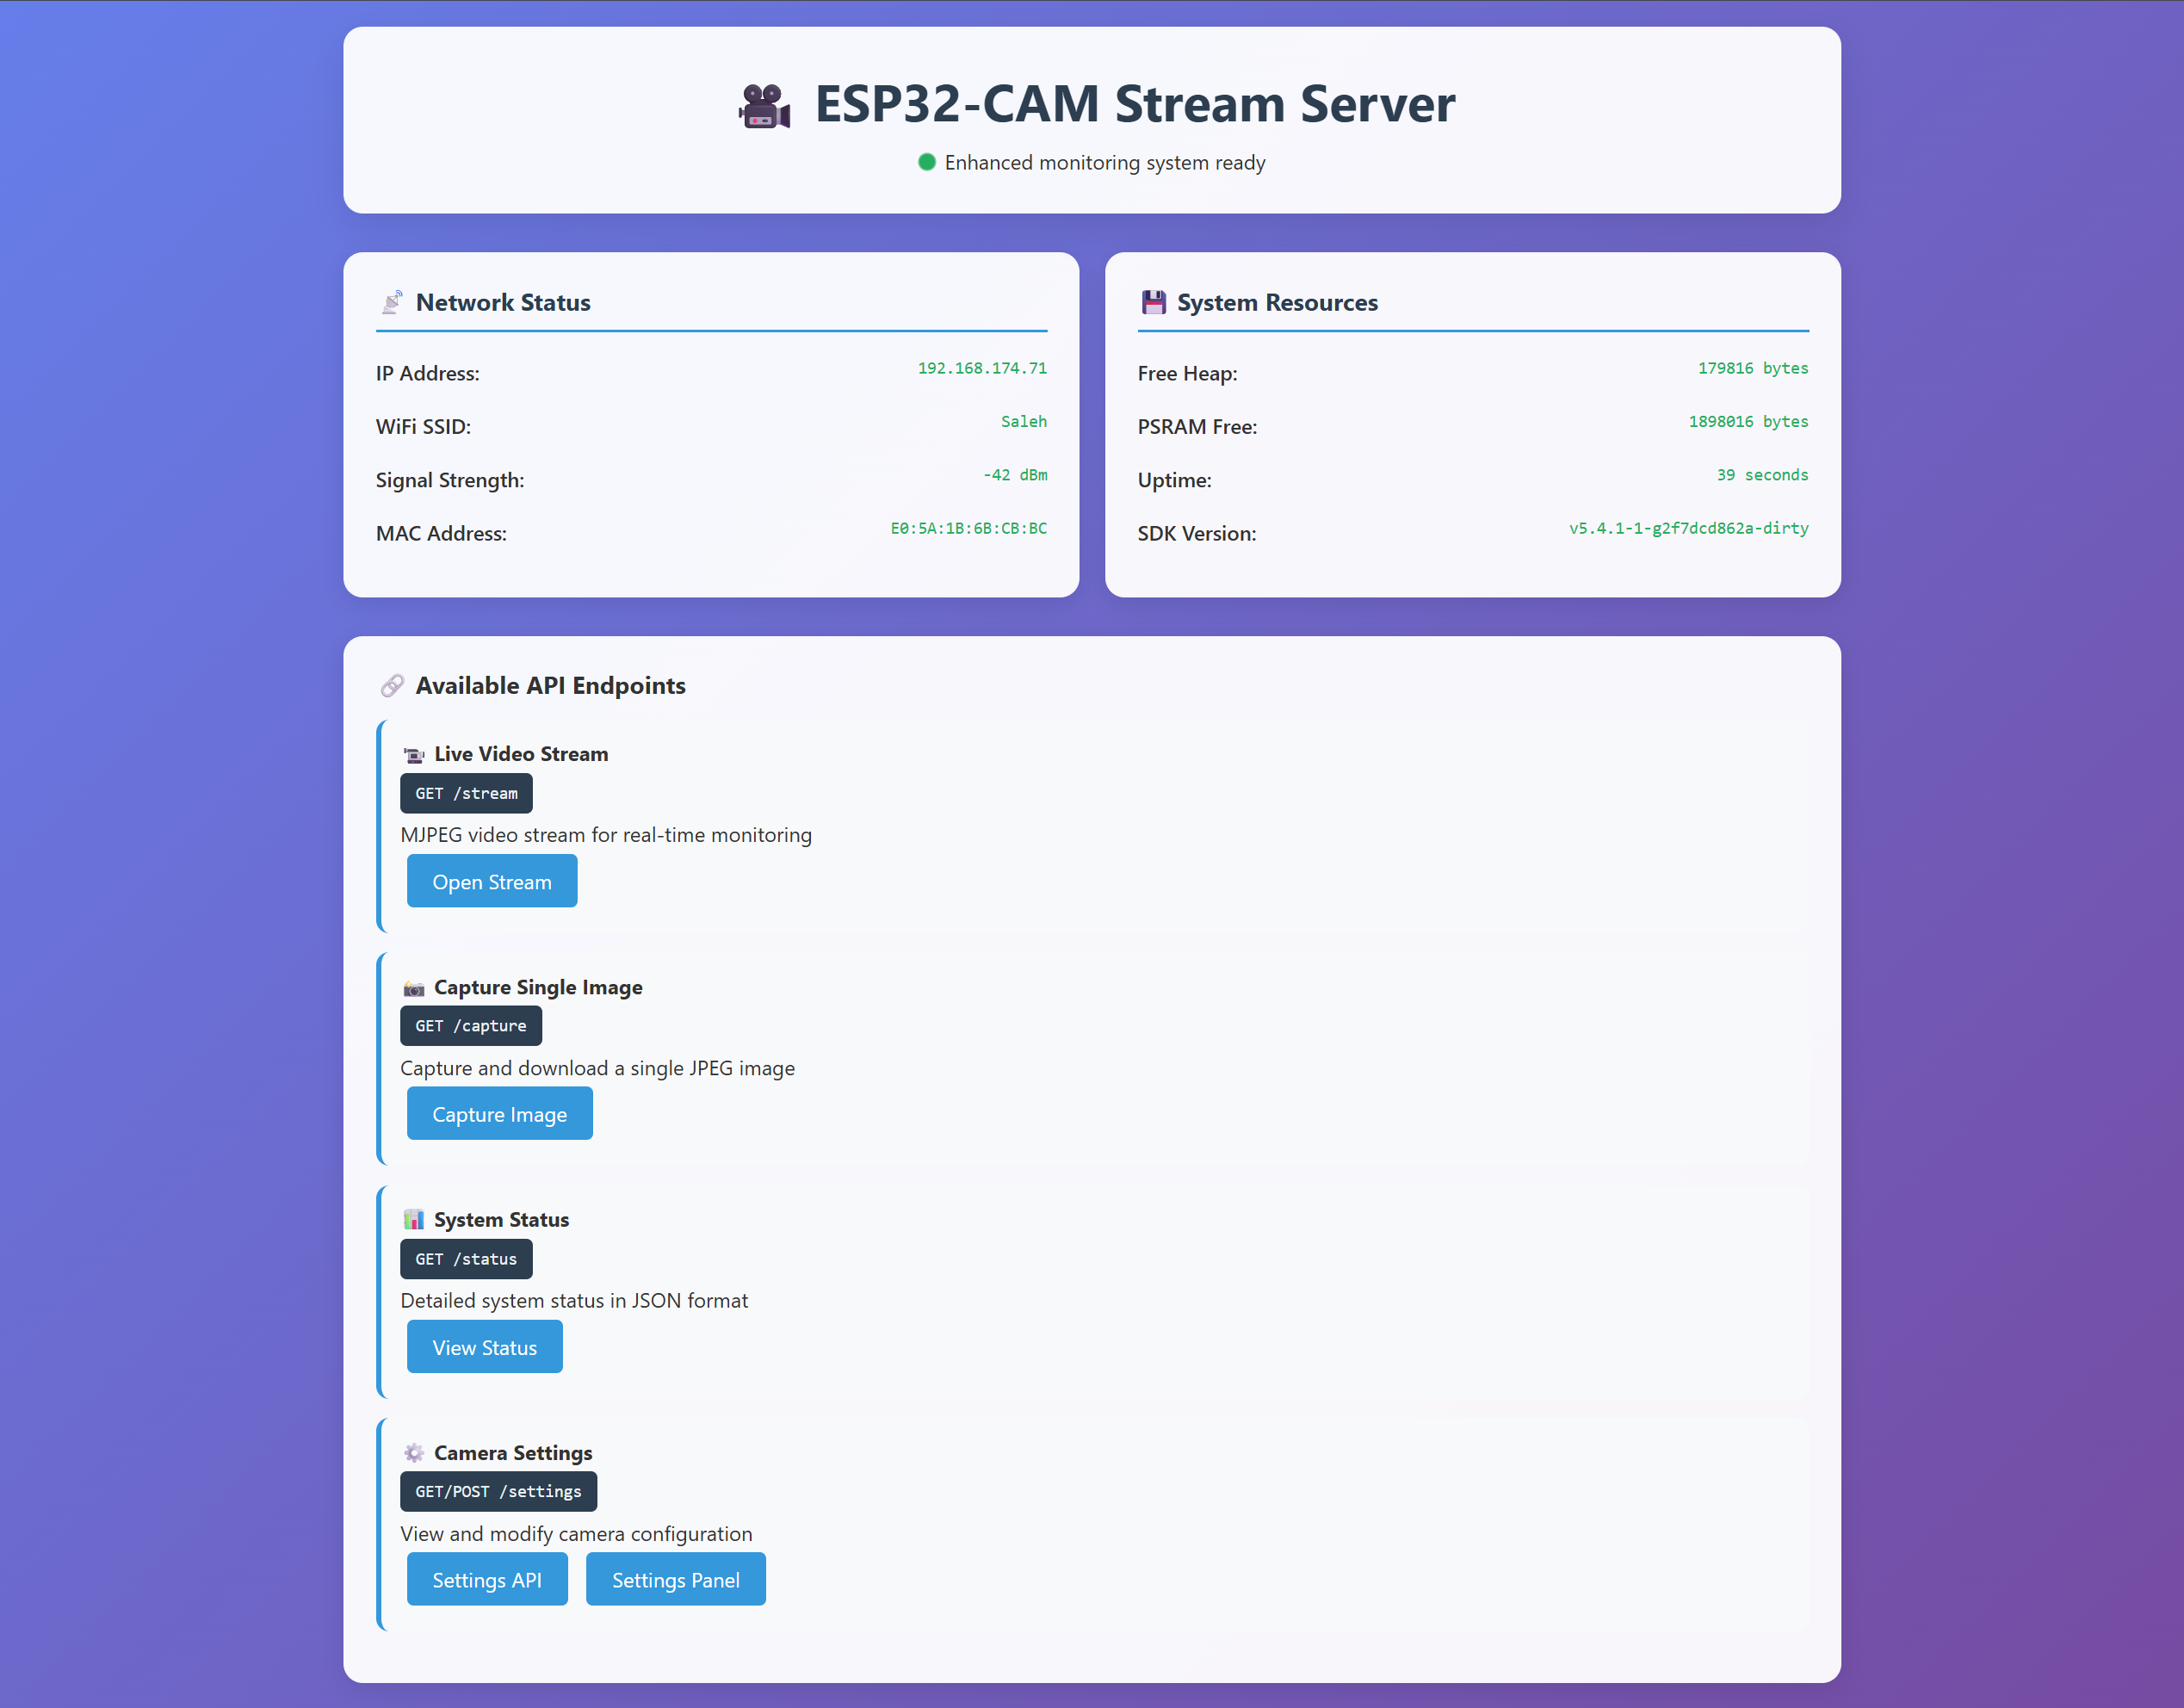 ESP32-CAM Stream Server
Enhanced monitoring system ready
Network Status
IP Address: 192.168.174.71
WiFi SSID: Saleh
Signal Strength: -42 dBm
MAC Address: E0:5A:1B:6B:CB:BC
System Resources
Free Heap: 179816 bytes
PSRAM Free: 1898016 bytes
Uptime: 39 seconds
SDK Version: v5.4.1-1-g2f7dcd862a-dirty
Available API Endpoints
Live Video Stream
GET /stream
MJPEG video stream for real-time monitoring
Open Stream
Capture Single Image
GET /capture
Capture and download a single JPEG image
Capture Image
System Status
GET /status
Detailed system status in JSON format
View Status
Camera Settings
GET/POST /settings
View and modify camera configuration
Settings API Settings Panel